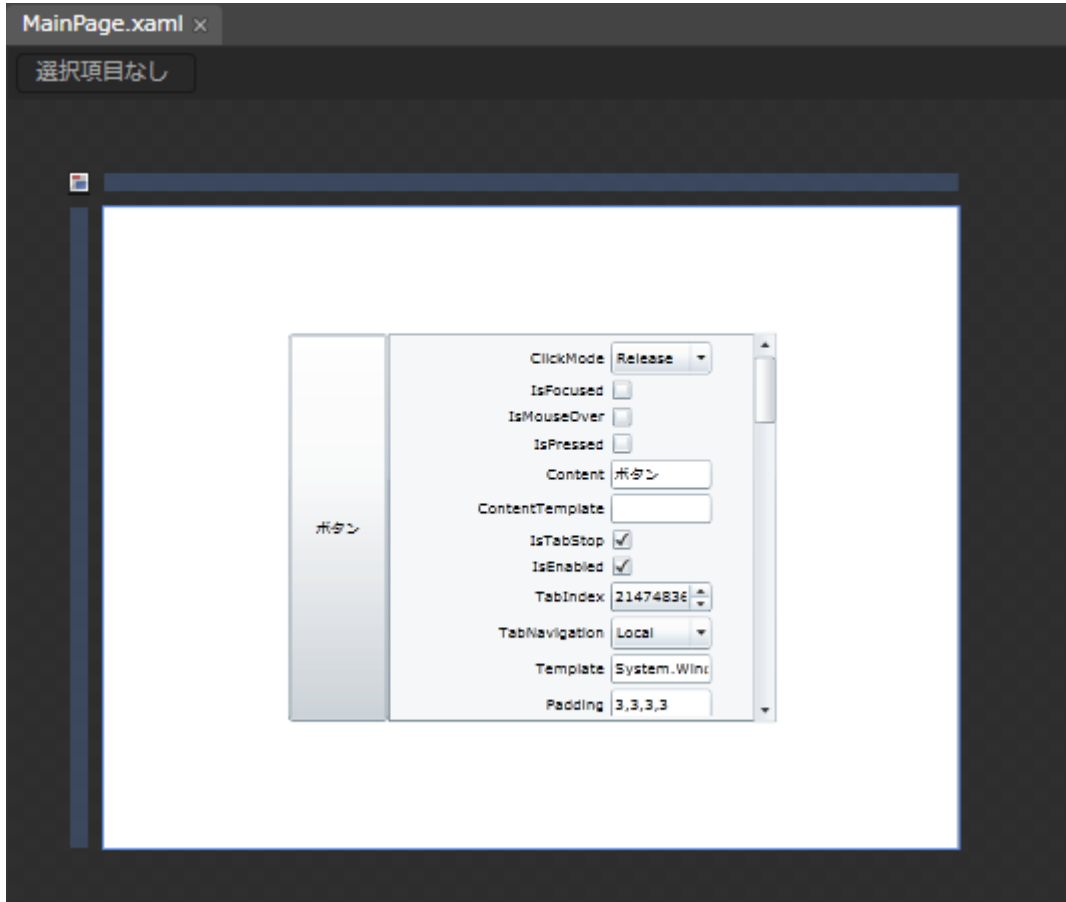 MainPage.xaml ×
選択項目なし
ClickMode Release
IsFocused
IsMouseOver
IsPressed
Content ボタン
ContentTemplate
ボタン
IsTabStop
IsEnabled
TabIndex 21474836
TabNavigation Local
Template System.Wind
Padding 3,3,3,3